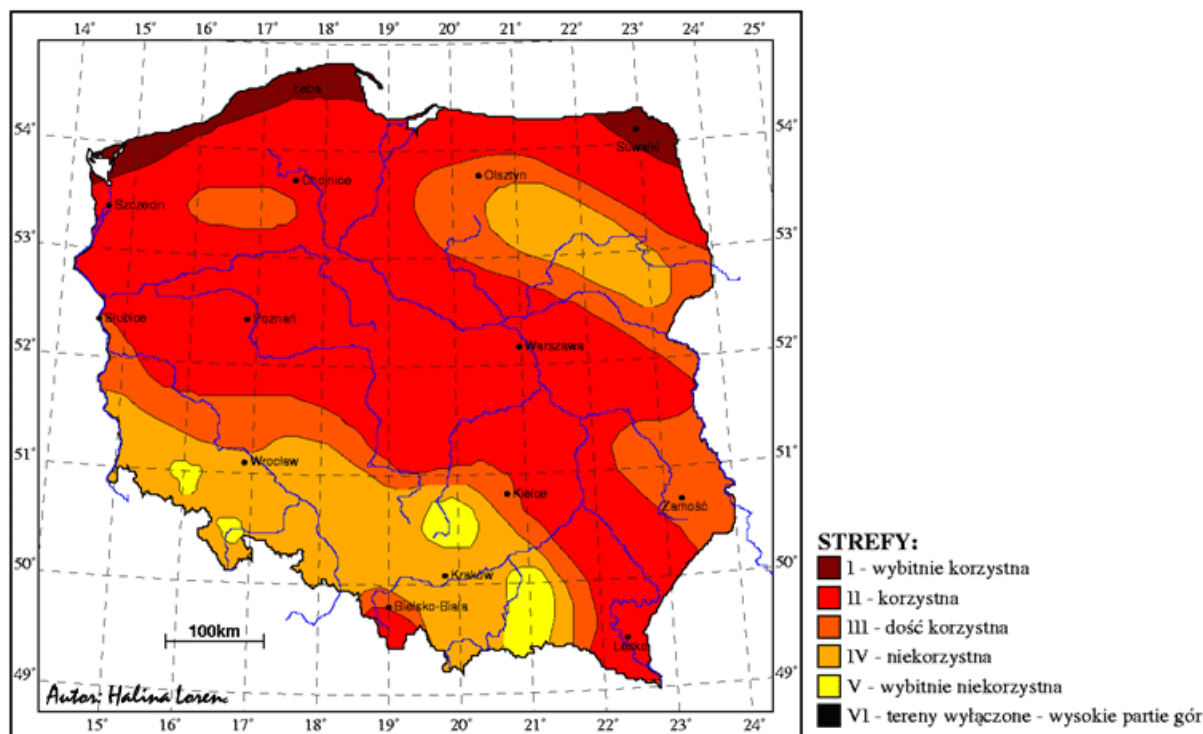 14° 15° 16° 17° 18° 19° 20° 21° 22° 23° 24° 25°
Łeba
54° 54°
Suwałki
Chojnice Olsztyn
Szczecin
53° 53°
Słubice Poznań
Warszawa
52° 52°
51° 51°
Wrocław
Kielce
Zamość
50° 50°
Kraków
Bielsko-Biała
100km
Lesko
49° 49°
Autor: Halina Lorenc
15° 16° 17° 18° 19° 20° 21° 22° 23°
STREFY:
I - wybitnie korzystna
II - korzystna
III - dość korzystna
IV - niekorzystna
V - wybitnie niekorzystna
VI - tereny wyłączone - wysokie partie gór